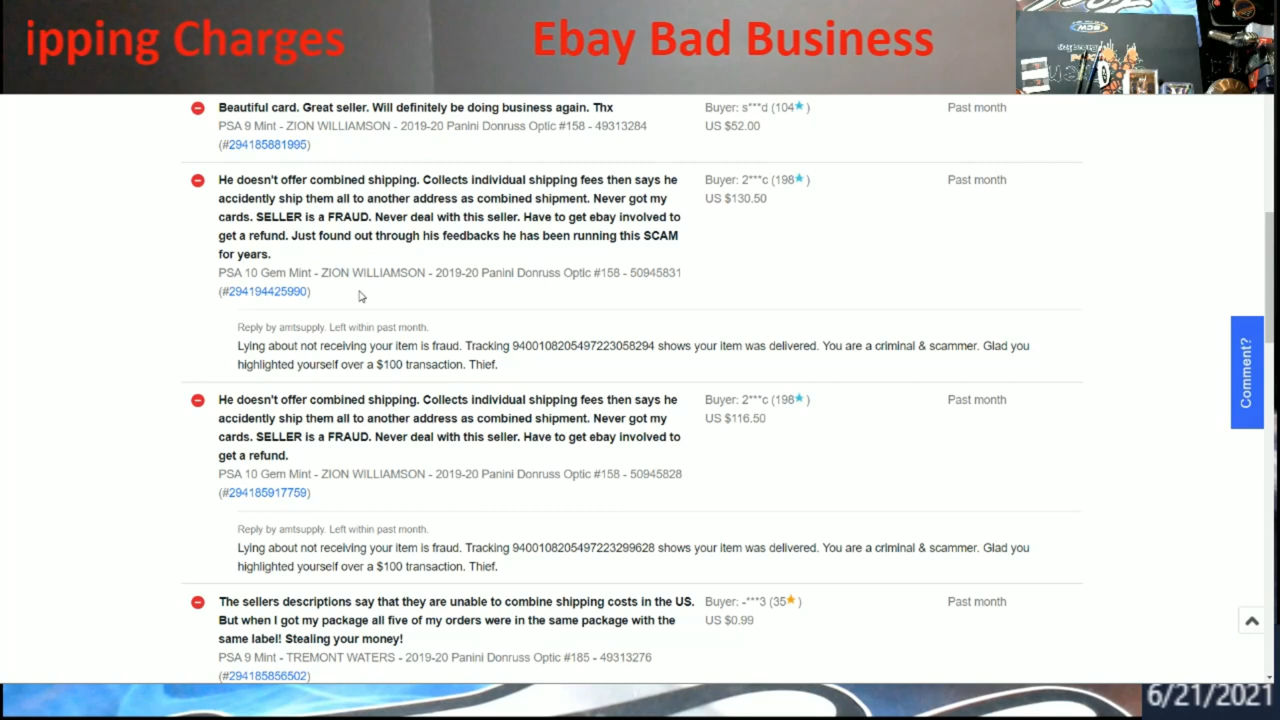 ipping Charges
Ebay Bad Business
Beautiful card. Great seller. Will definitely be doing business again. Thx
Buyer: s***d (104★)
Past month
PSA 9 Mint - ZION WILLIAMSON - 2019-20 Panini Donruss Optic #158 - 49313284
US $52.00
(#294185881995)
He doesn't offer combined shipping. Collects individual shipping fees then says he
Buyer: 2***c (198★)
Past month
accidently ship them all to another address as combined shipment. Never got my
US $130.50
cards. SELLER is a FRAUD. Never deal with this seller. Have to get ebay involved to
get a refund. Just found out through his feedbacks he has been running this SCAM
for years.
PSA 10 Gem Mint - ZION WILLIAMSON - 2019-20 Panini Donruss Optic #158 - 50945831
(#294194425990)
Reply by amtsupply. Left within past month.
Lying about not receiving your item is fraud. Tracking 9400108205497223058294 shows your item was delivered. You are a criminal & scammer. Glad you
highlighted yourself over a $100 transaction. Thief.
He doesn't offer combined shipping. Collects individual shipping fees then says he
Buyer: 2***c (198★)
Past month
accidently ship them all to another address as combined shipment. Never got my
US $116.50
cards. SELLER is a FRAUD. Never deal with this seller. Have to get ebay involved to
get a refund.
PSA 10 Gem Mint - ZION WILLIAMSON - 2019-20 Panini Donruss Optic #158 - 50945828
(#294185917759)
Reply by amtsupply. Left within past month.
Lying about not receiving your item is fraud. Tracking 9400108205497223299628 shows your item was delivered. You are a criminal & scammer. Glad you
highlighted yourself over a $100 transaction. Thief.
The sellers descriptions say that they are unable to combine shipping costs in the US.
Buyer: -***3 (35★)
Past month
But when I got my package all five of my orders were in the same package with the
US $0.99
same label! Stealing your money!
PSA 9 Mint - TREMONT WATERS - 2019-20 Panini Donruss Optic #185 - 49313276
(#294185856502)
Comment?
6/21/2021